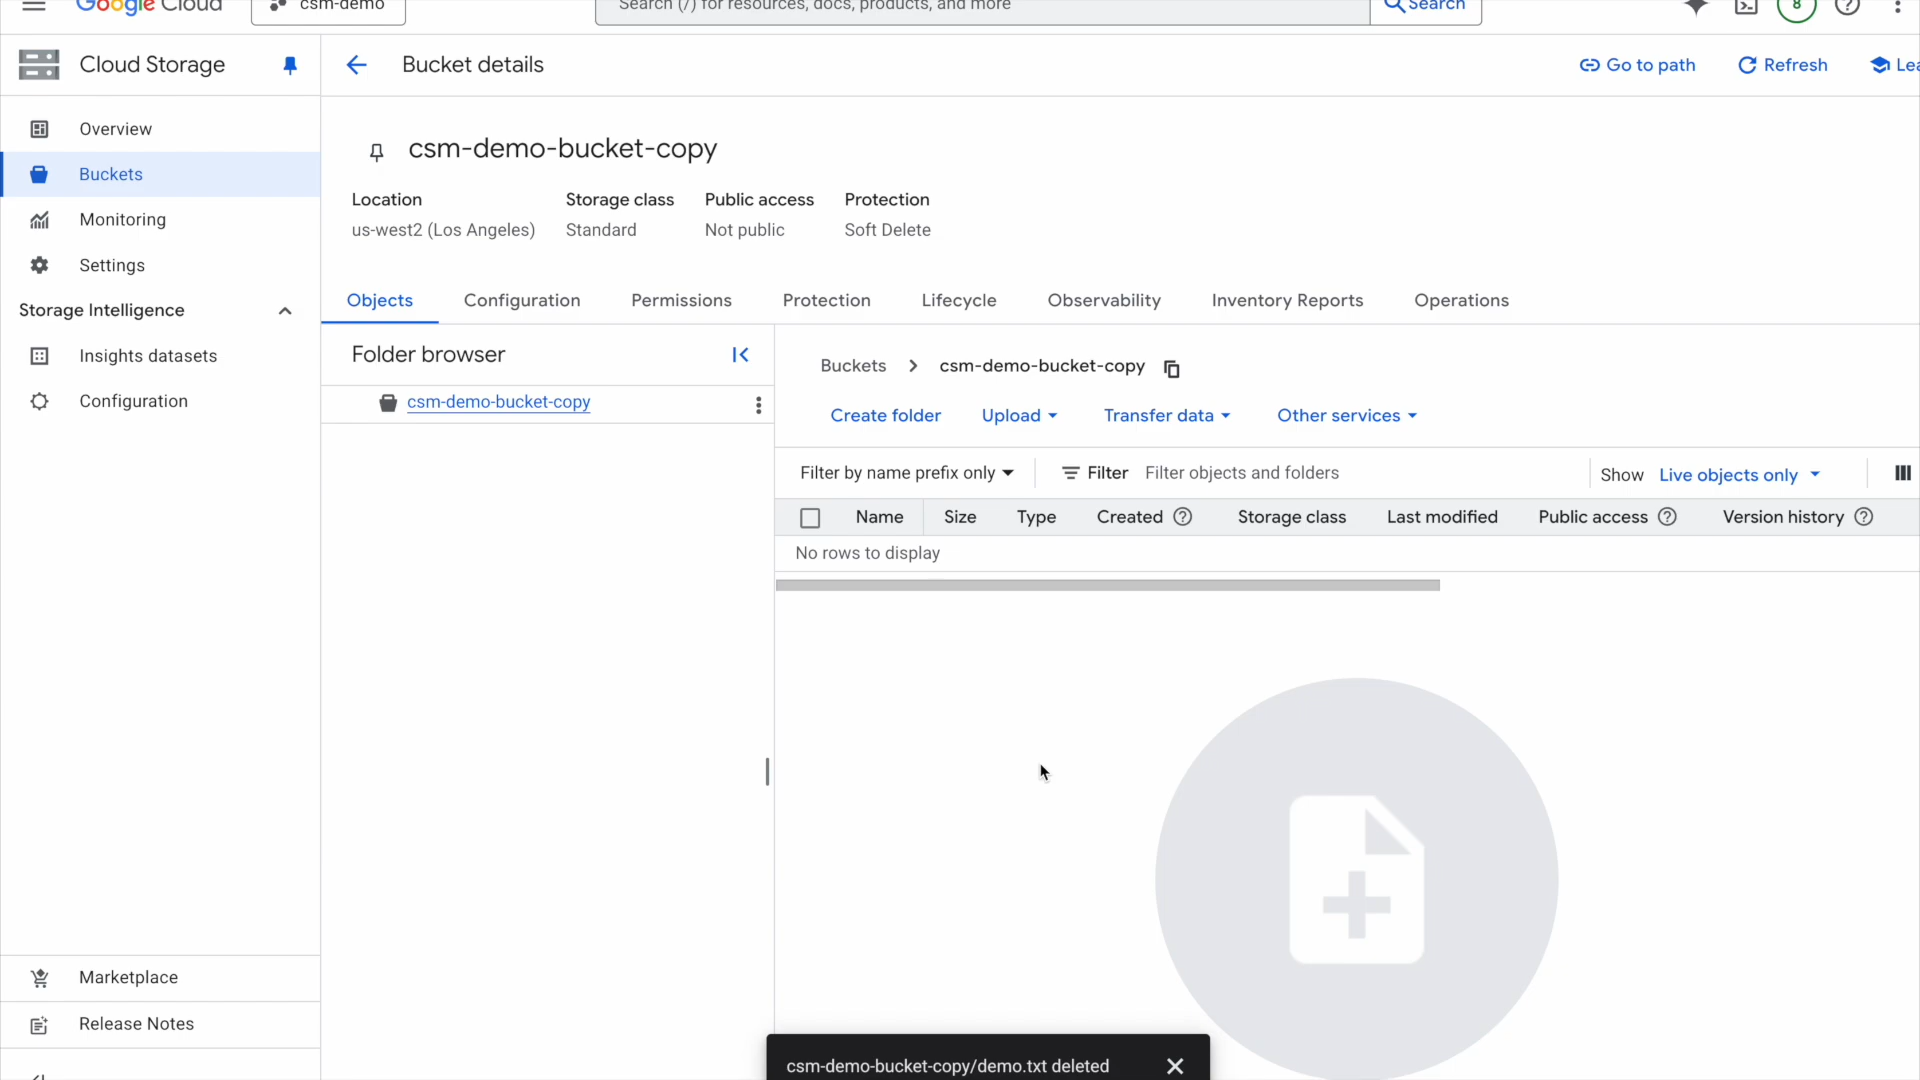 Google Cloud
csm-demo
Search (/) for resources, docs, products, and more
Search
8
Cloud Storage
Bucket details
Go to path
Refresh
Overview
Buckets
Monitoring
Settings
Storage Intelligence
Insights datasets
Configuration
Marketplace
Release Notes
csm-demo-bucket-copy
Location
Storage class
Public access
Protection
us-west2 (Los Angeles)
Standard
Not public
Soft Delete
Objects
Configuration
Permissions
Protection
Lifecycle
Observability
Inventory Reports
Operations
Folder browser
csm-demo-bucket-copy
Buckets
csm-demo-bucket-copy
Create folder
Upload
Transfer data
Other services
Filter by name prefix only
Filter
Filter objects and folders
Show
Live objects only
Name
Size
Type
Created
Storage class
Last modified
Public access
Version history
No rows to display
csm-demo-bucket-copy/demo.txt deleted